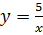 y = 5/x